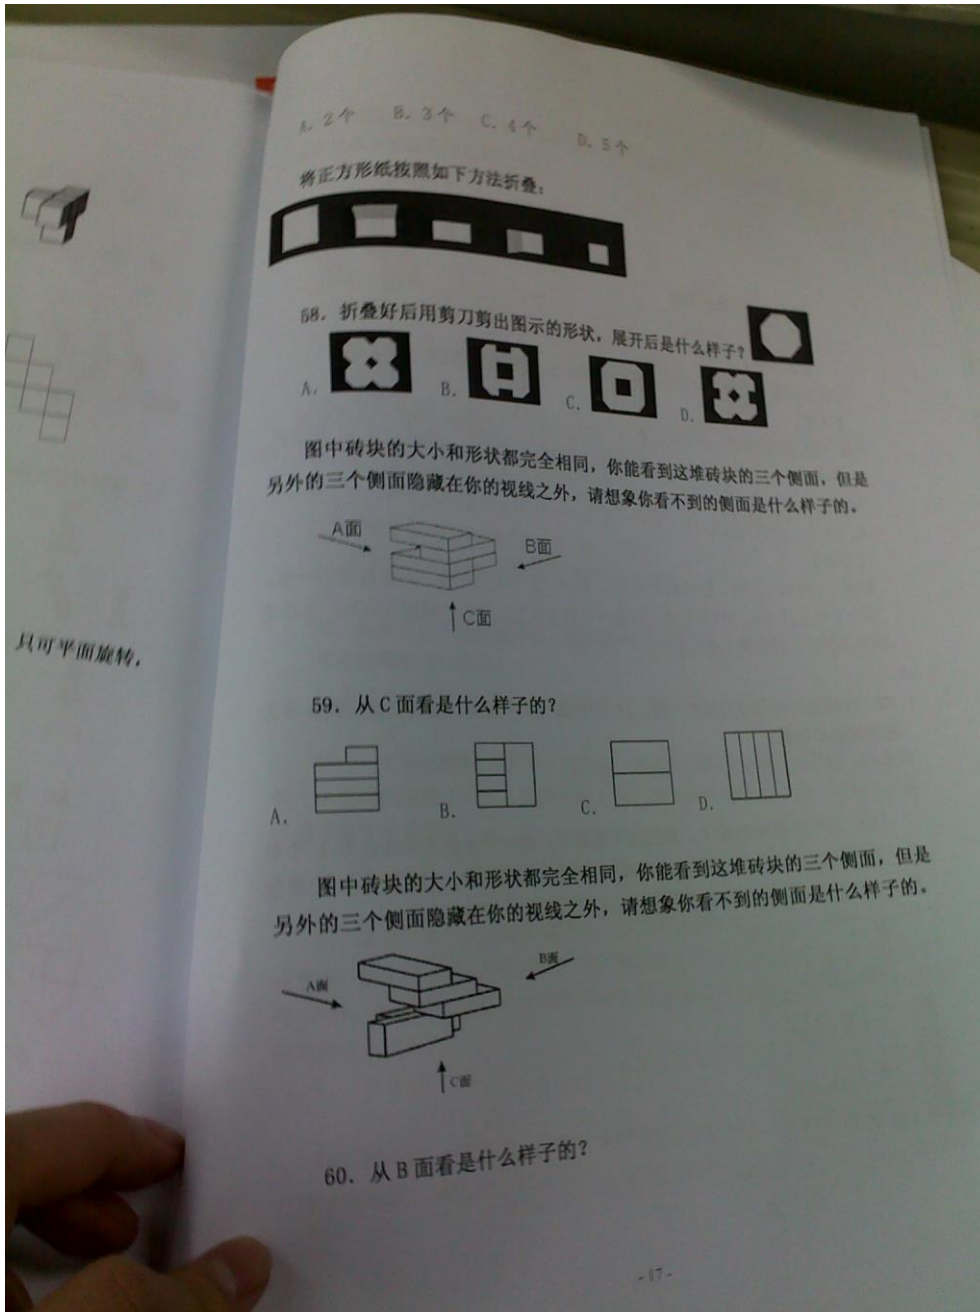 A. 2个 B. 3个 C. 4个 D. 5个
将正方形纸按照如下方法折叠：
58. 折叠好后用剪刀剪出图示的形状，展开后是什么样子？
A. B. C. D.
图中砖块的大小和形状都完全相同，你能看到这堆砖块的三个侧面，但是
另外的三个侧面隐藏在你的视线之外，请想象你看不到的侧面是什么样子的。
A面
B面
C面
只可平面旋转，
59. 从C面看是什么样子的？
A. B. C. D.
图中砖块的大小和形状都完全相同，你能看到这堆砖块的三个侧面，但是
另外的三个侧面隐藏在你的视线之外，请想象你看不到的侧面是什么样子的。
A面
B面
C面
60. 从B面看是什么样子的？
-17-